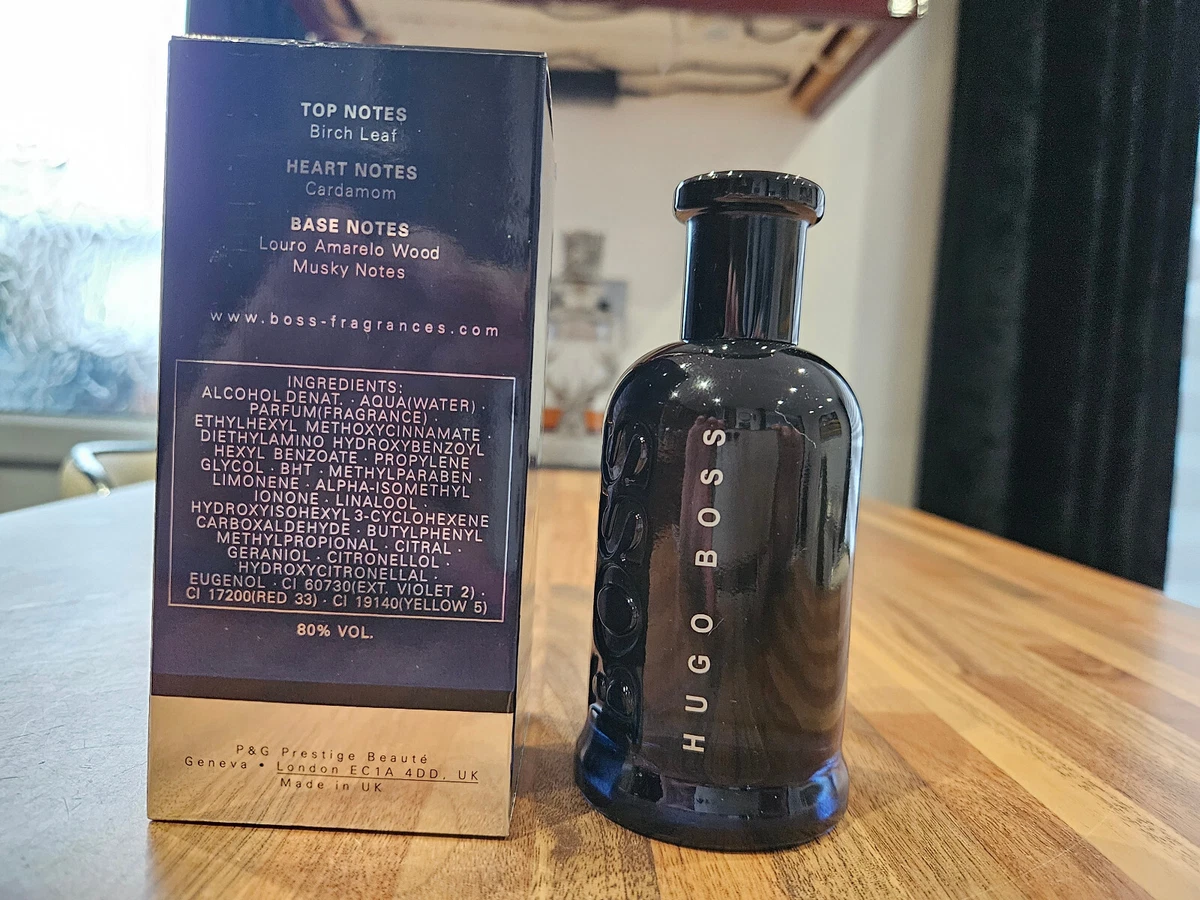 TOP NOTES
Birch Leaf
HEART NOTES
Cardamom
BASE NOTES
Louro Amarelo Wood
Musky Notes
www.boss-fragrances.com
INGREDIENTS:
ALCOHOL DENAT. · AQUA(WATER) ·
PARFUM(FRAGRANCE) ·
ETHYLHEXYL METHOXYCINNAMATE ·
DIETHYLAMINO HYDROXYBENZOYL
HEXYL BENZOATE · PROPYLENE
GLYCOL · BHT · METHYLPARABEN ·
LIMONENE · ALPHA-ISOMETHYL
IONONE · LINALOOL ·
HYDROXYISOHEXYL 3-CYCLOHEXENE
CARBOXALDEHYDE · BUTYLPHENYL
METHYLPROPIONAL · CITRAL ·
GERANIOL · CITRONELLOL ·
HYDROXYCITRONELLAL ·
EUGENOL · CI 60730(EXT. VIOLET 2) ·
CI 17200(RED 33) · CI 19140(YELLOW 5)
80% VOL.
P&G Prestige Beauté
Geneva • London EC1A 4DD, UK
Made in UK
BOSS
HUGO BOSS